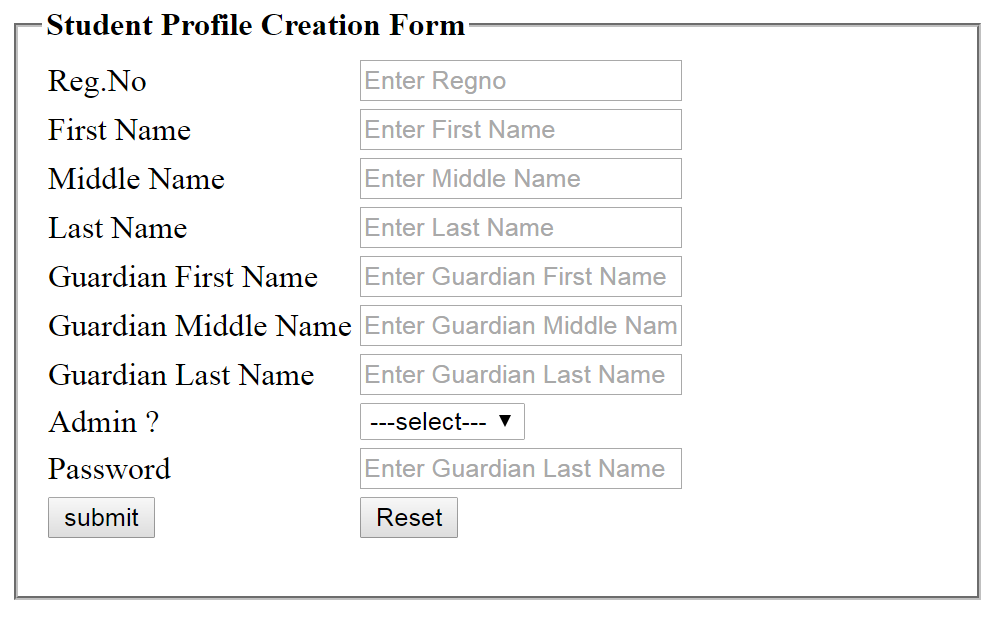 Student Profile Creation Form
Reg.No Enter Regno
First Name Enter First Name
Middle Name Enter Middle Name
Last Name Enter Last Name
Guardian First Name Enter Guardian First Name
Guardian Middle Name Enter Guardian Middle Nam
Guardian Last Name Enter Guardian Last Name
Admin ? ---select---
Password Enter Guardian Last Name
submit Reset